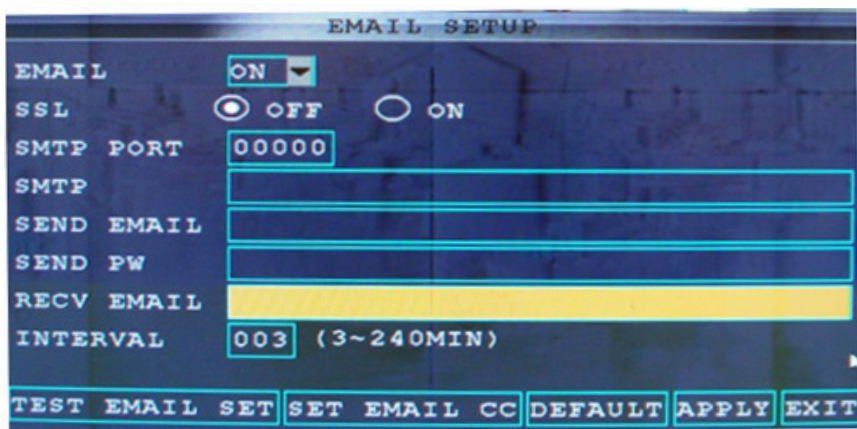 EMAIL SETUP
EMAIL ON
SSL OFF ON
SMTP PORT 00000
SMTP
SEND EMAIL
SEND PW
RECV EMAIL
INTERVAL 003 (3~240MIN)
TEST EMAIL SET SET EMAIL CC DEFAULT APPLY EXIT